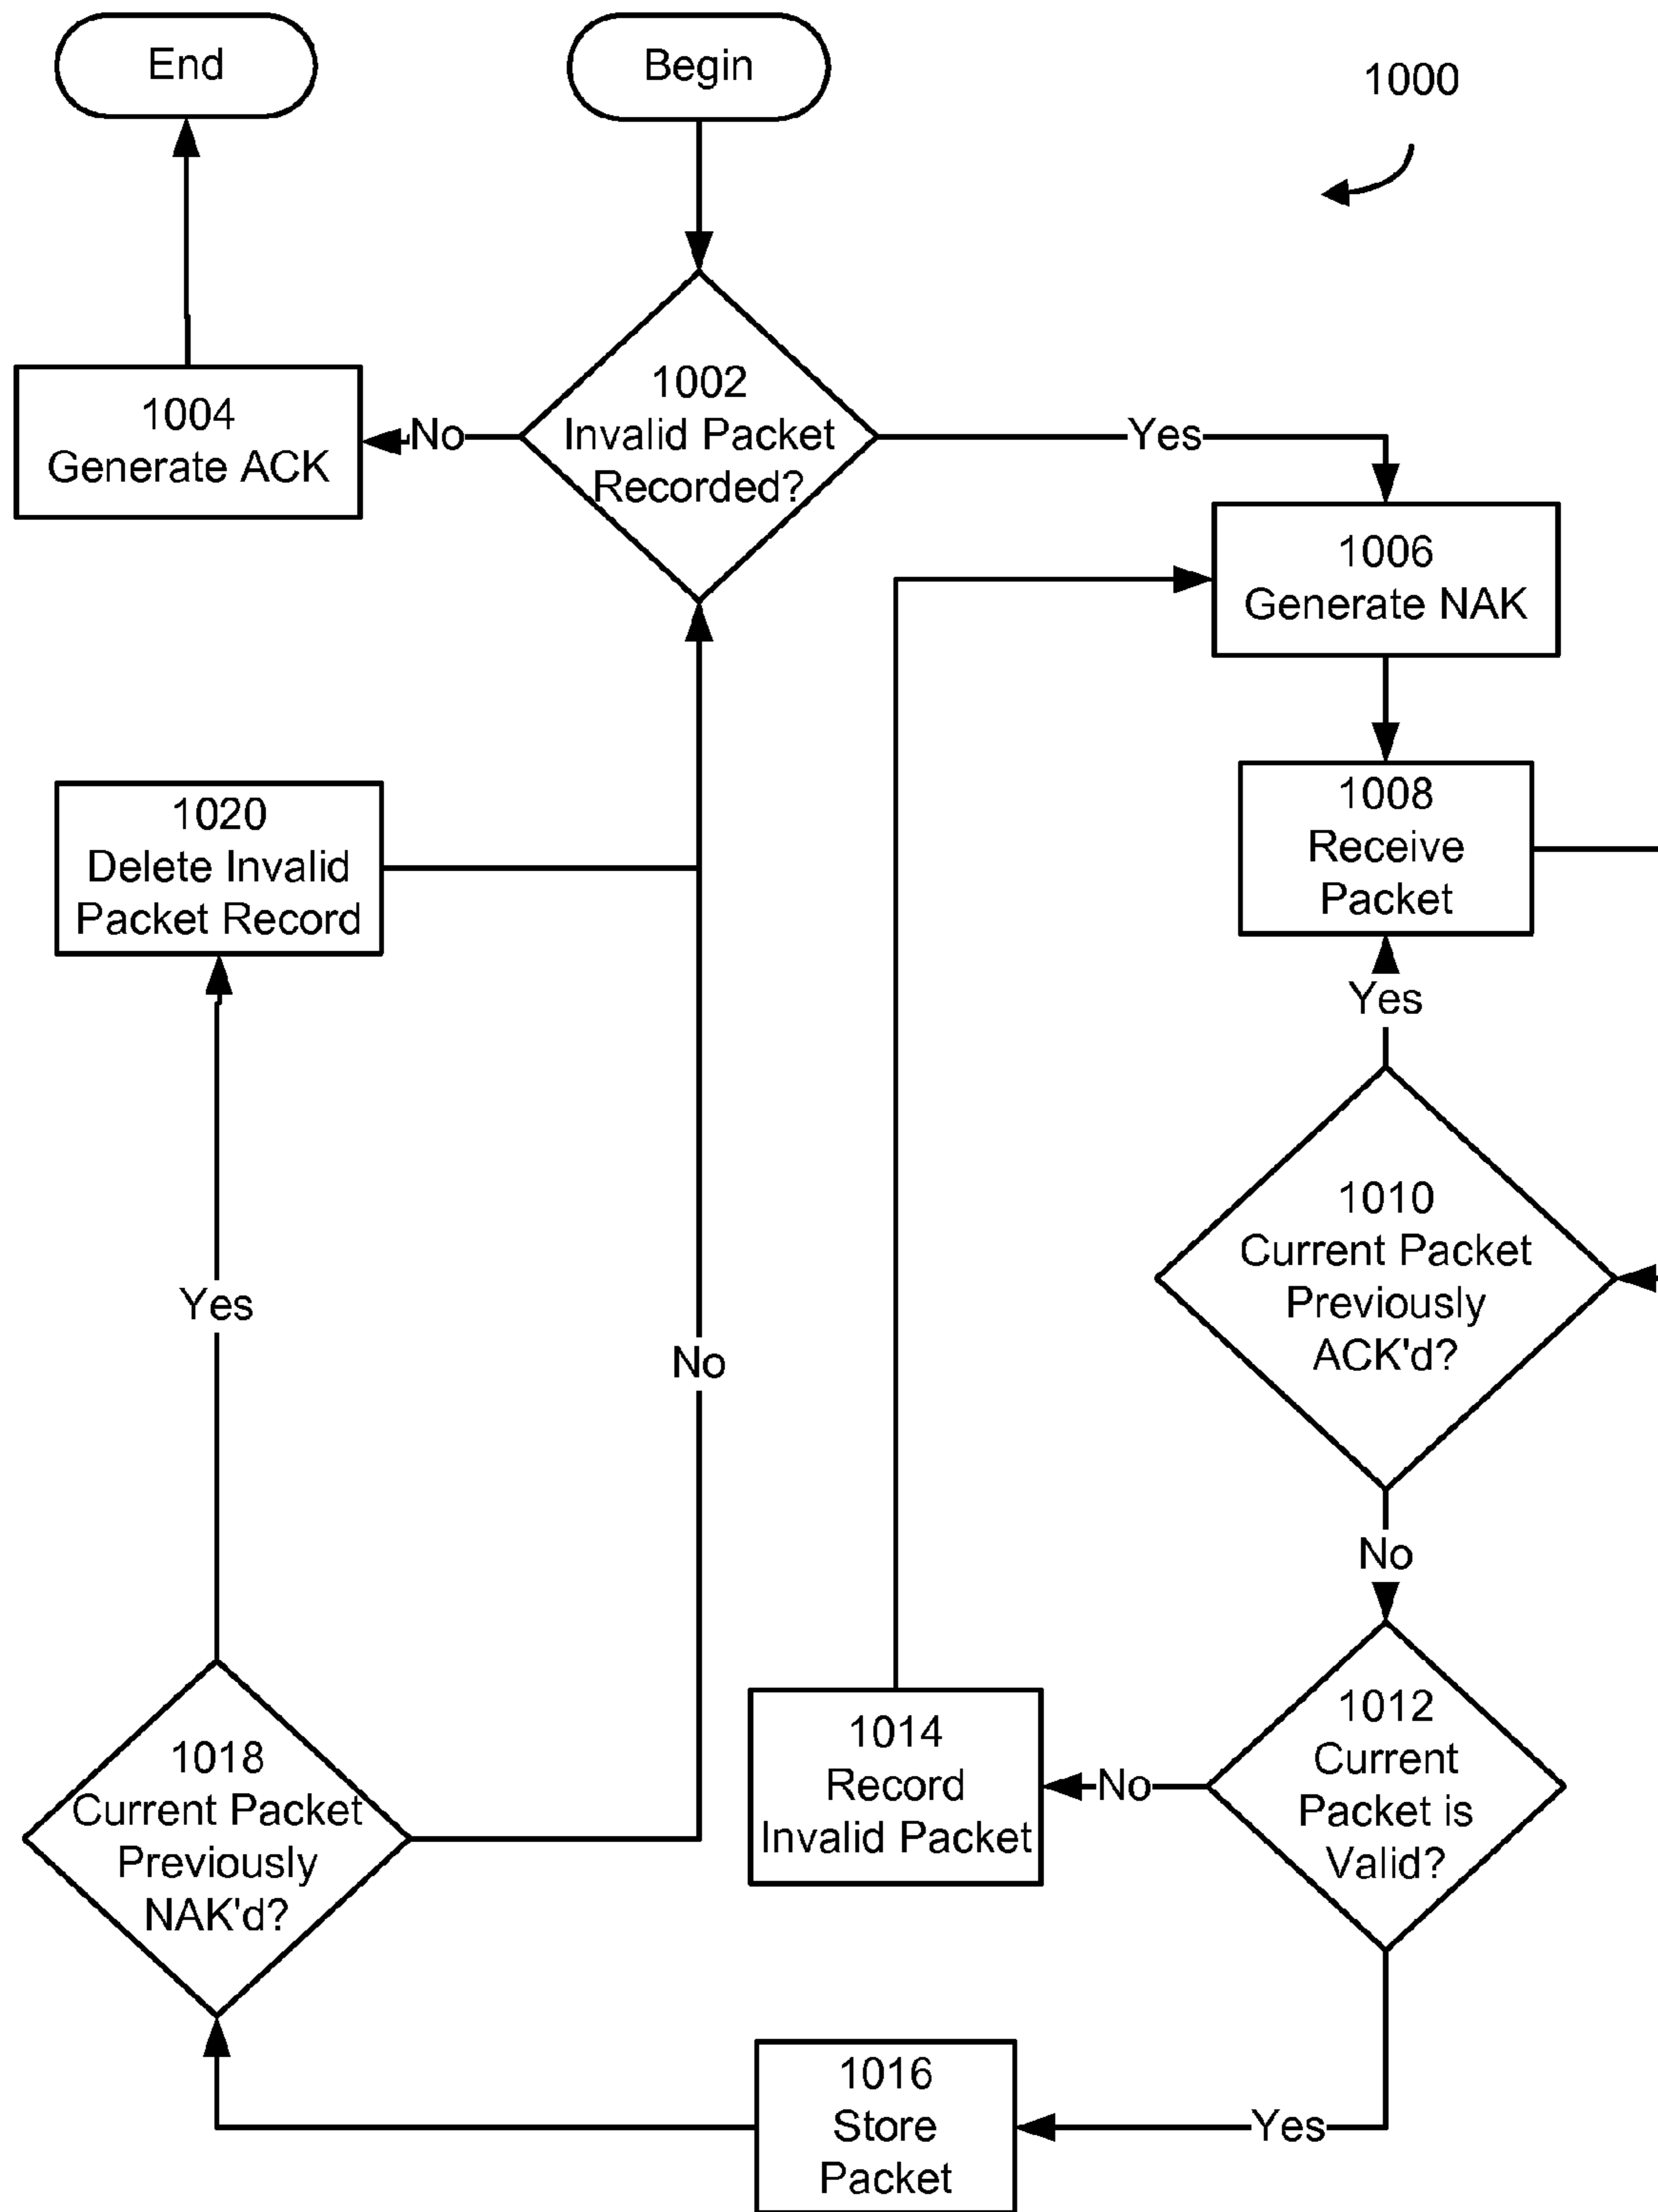 End
Begin
1000
1002
Invalid Packet
Recorded?
No
Yes
1004
Generate ACK
1006
Generate NAK
1008
Receive
Packet
1020
Delete Invalid
Packet Record
Yes
1010
Current Packet
Previously
ACK'd?
Yes
No
No
1012
Current
Packet is
Valid?
No
1014
Record
Invalid Packet
1018
Current Packet
Previously
NAK'd?
Yes
1016
Store
Packet